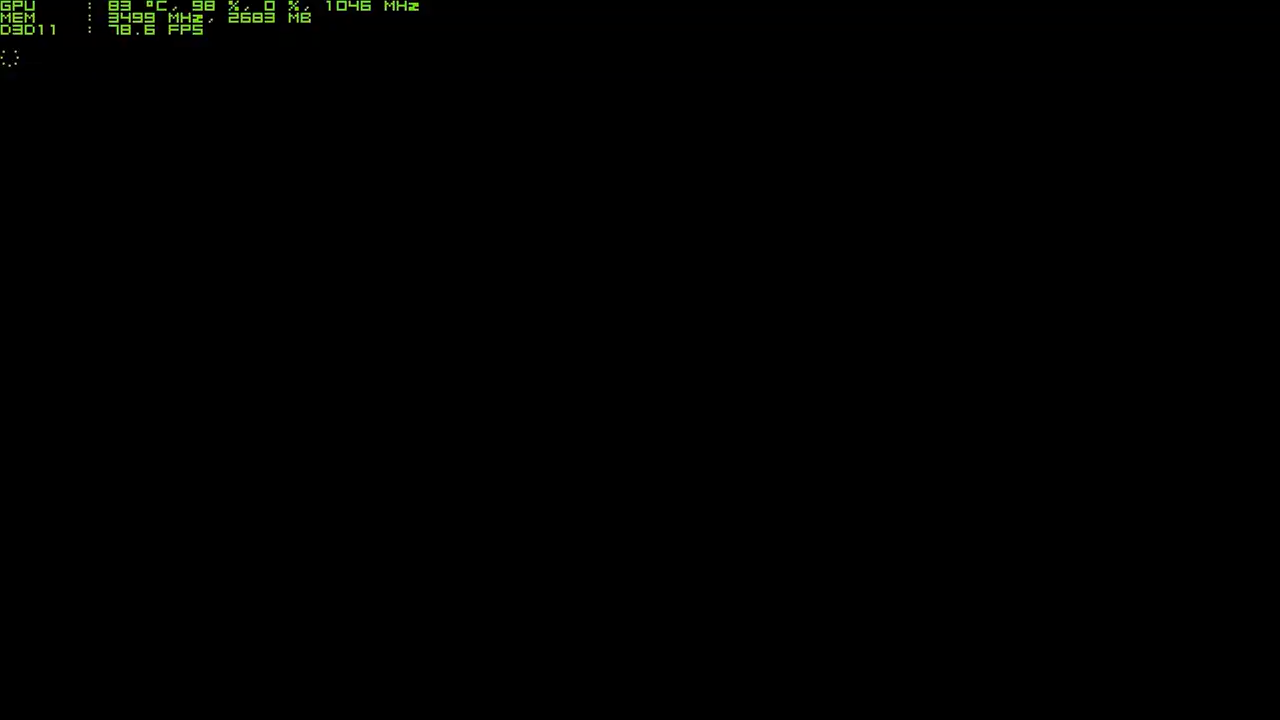 GPU : 83 °C, 98 %, 0 %, 1046 MHz
MEM : 3499 MHz, 2683 MB
D3D11 : 78.6 FPS